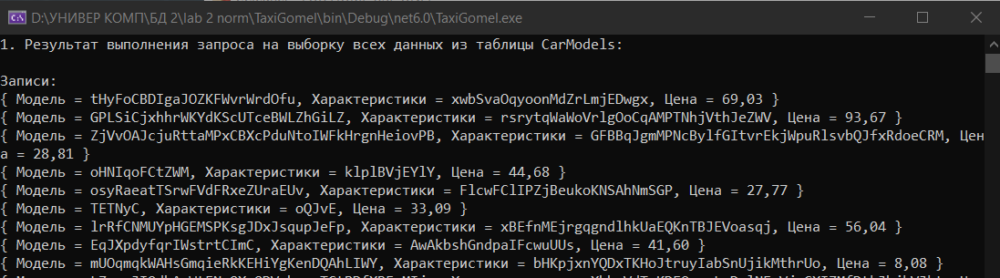 D:\УНИВЕР КОМП\БД 2\lab 2 norm\TaxiGomel\bin\Debug\net6.0\TaxiGomel.exe
1. Результат выполнения запроса на выборку всех данных из таблицы CarModels:
Записи:
{ Модель = tHyFoCBDIgaJOZKFWvrWrdOfu, Характеристики = xwbSvaOqyoonMdZrLmjEDwgx, Цена = 69,03 }
{ Модель = GPLSiCjxhhrWKYdKScUTceBWLZhGiLZ, Характеристики = rsrytqWaWoVrlgOoCqAMPTNhjVthJeZWV, Цена = 93,67 }
{ Модель = ZjVvOAJcjuRttaMPxCBXcPduNtoIWFkHrgnHeiovPB, Характеристики = GFBBqJgmMPNcBylfGItvrEkjWpuRlsvbQJfxRdoeCRM, Цен
а = 28,81 }
{ Модель = oHNIqoFCtZWM, Характеристики = klplBVjEYlY, Цена = 44,68 }
{ Модель = osyRaeatTSrwFVdFRxeZUraEUv, Характеристики = FlcwFClIPZjBeukoKNSAhNmSGP, Цена = 27,77 }
{ Модель = TETNyC, Характеристики = oQJvE, Цена = 33,09 }
{ Модель = lrRfCNMUYpHGEMSPKsgJDxJsqupJeFp, Характеристики = xBEfnMEjrgqgndlhkUaEQKnTBJEVoasqj, Цена = 56,04 }
{ Модель = EqJXpdyfqrIWstrtCImC, Характеристики = AwAkbshGndpaIFcwuUUs, Цена = 41,60 }
{ Модель = mUOqmqkWAHsGmqieRkKEHiYgKenDQAhLIWY, Характеристики = bHKpjxnYQDxTKHoJtruyIabSnUjikMthrUo, Цена = 8,08 }